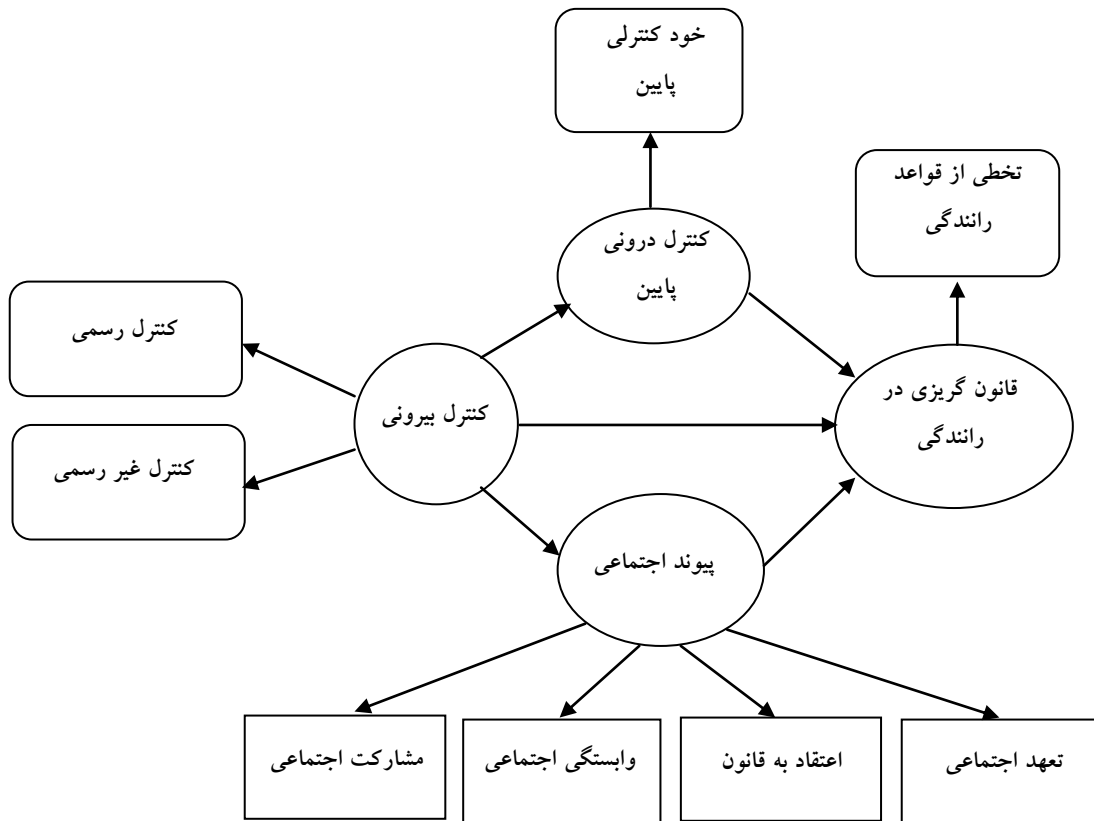 خود کنترلی
پایین
تخطی از قواعد
رانندگی
کنترل درونی
پایین
کنترل رسمی
قانون گریزی در
رانندگی
کنترل بیرونی
کنترل غیر رسمی
پیوند اجتماعی
تعهد اجتماعی
اعتقاد به قانون
وابستگی اجتماعی
مشارکت اجتماعی